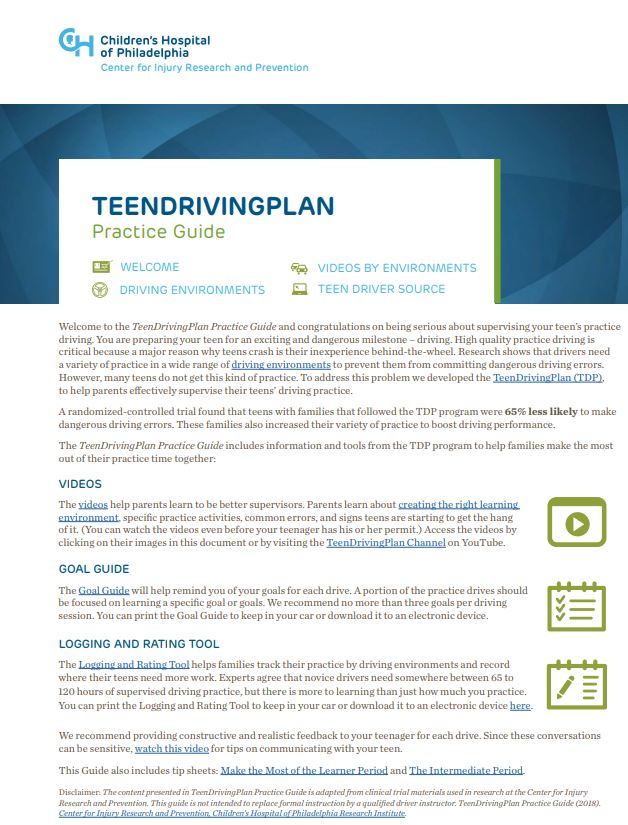 Children's Hospital
of Philadelphia
Center for Injury Research and Prevention
TEENDRIVINGPLAN
Practice Guide
WELCOME
VIDEOS BY ENVIRONMENTS
DRIVING ENVIRONMENTS
TEEN DRIVER SOURCE
Welcome to the TeenDrivingPlan Practice Guide and congratulations on being serious about supervising your teen's practice
driving. You are preparing your teen for an exciting and dangerous milestone – driving. High quality practice driving is
critical because a major reason why teens crash is their inexperience behind-the-wheel. Research shows that drivers need
a variety of practice in a wide range of driving environments to prevent them from committing dangerous driving errors.
However, many teens do not get this kind of practice. To address this problem we developed the TeenDrivingPlan (TDP),
to help parents effectively supervise their teens' driving practice.
A randomized-controlled trial found that teens with families that followed the TDP program were 65% less likely to make
dangerous driving errors. These families also increased their variety of practice to boost driving performance.
The TeenDrivingPlan Practice Guide includes information and tools from the TDP program to help families make the most
out of their practice time together:
VIDEOS
The videos help parents learn to be better supervisors. Parents learn about creating the right learning
environment, specific practice activities, common errors, and signs teens are starting to get the hang
of it. (You can watch the videos even before your teenager has his or her permit.) Access the videos by
clicking on their images in this document or by visiting the TeenDrivingPlan Channel on YouTube.
GOAL GUIDE
The Goal Guide will help remind you of your goals for each drive. A portion of the practice drives should
be focused on learning a specific goal or goals. We recommend no more than three goals per driving
session. You can print the Goal Guide to keep in your car or download it to an electronic device.
LOGGING AND RATING TOOL
The Logging and Rating Tool helps families track their practice by driving environments and record
where their teens need more work. Experts agree that novice drivers need somewhere between 65 to
120 hours of supervised driving practice, but there is more to learning than just how much you practice.
You can print the Logging and Rating Tool to keep in your car or download it to an electronic device here.
We recommend providing constructive and realistic feedback to your teenager for each drive. Since these conversations
can be sensitive, watch this video for tips on communicating with your teen.
This Guide also includes tip sheets: Make the Most of the Learner Period and The Intermediate Period.
Disclaimer: The content presented in TeenDrivingPlan Practice Guide is adapted from clinical trial materials used in research at the Center for Injury
Research and Prevention. This guide is not intended to replace formal instruction by a qualified driver instructor. TeenDrivingPlan Practice Guide (2018).
Center for Injury Research and Prevention, Children's Hospital of Philadelphia Research Institute.